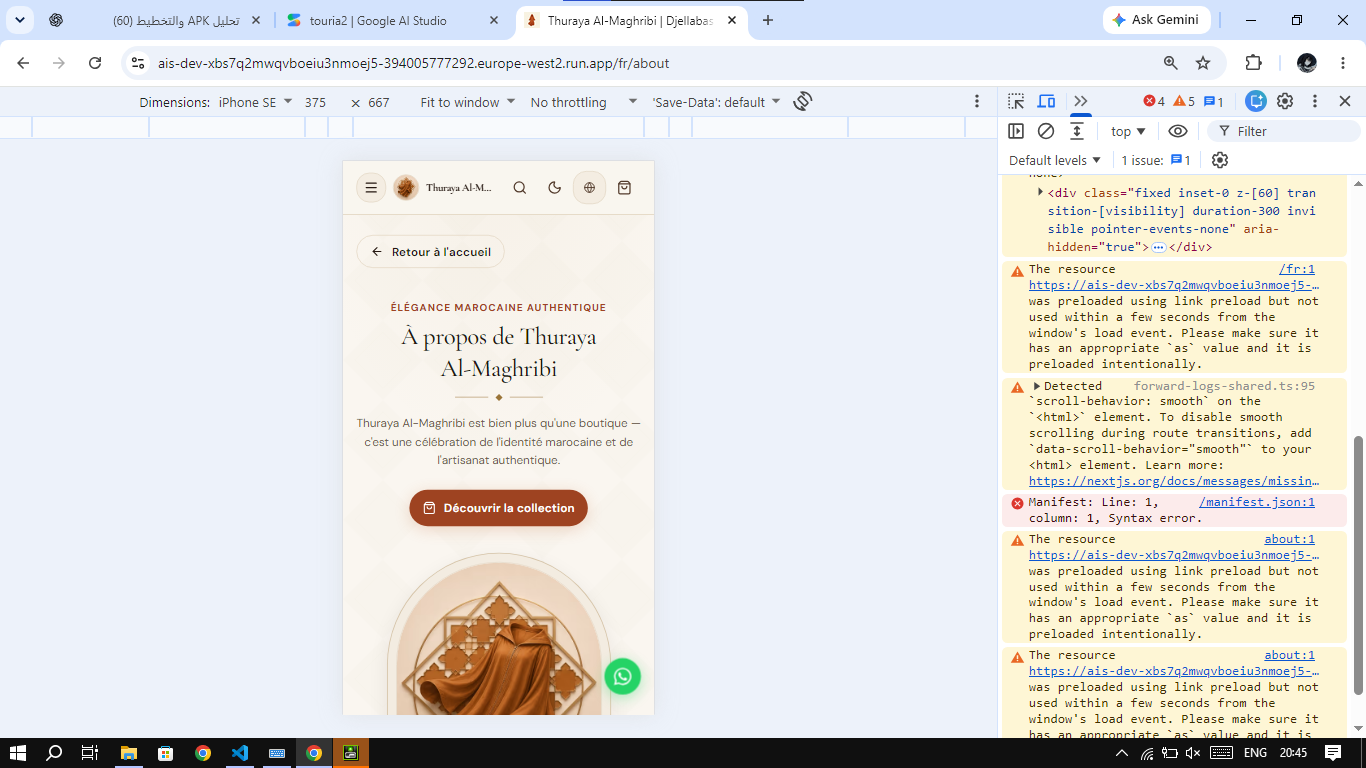 تحليل APK والتخطيط (60)
touria2 | Google AI Studio
Thuraya Al-Maghribi | Djellabas
Ask Gemini
ais-dev-xbs7q2mwqvboeiu3nmoej5-394005777292.europe-west2.run.app/fr/about
Dimensions: iPhone SE 375 × 667 Fit to window No throttling 'Save-Data': default
4 5 1
top Filter
Default levels 1 issue: 1
none>
<div class="fixed inset-0 z-[60] tran
sition-[visibility] duration-300 invi
sible pointer-events-none" aria-
hidden="true">…</div>
The resource /fr:1
https://ais-dev-xbs7q2mwqvboeiu3nmoej5-…
was preloaded using link preload but not
used within a few seconds from the
window's load event. Please make sure it
has an appropriate `as` value and it is
preloaded intentionally.
Detected forward-logs-shared.ts:95
`scroll-behavior: smooth` on the
`<html>` element. To disable smooth
scrolling during route transitions, add
`data-scroll-behavior="smooth"` to your
<html> element. Learn more:
https://nextjs.org/docs/messages/missin…
Manifest: Line: 1, /manifest.json:1
column: 1, Syntax error.
The resource about:1
https://ais-dev-xbs7q2mwqvboeiu3nmoej5-…
was preloaded using link preload but not
used within a few seconds from the
window's load event. Please make sure it
has an appropriate `as` value and it is
preloaded intentionally.
The resource about:1
https://ais-dev-xbs7q2mwqvboeiu3nmoej5-…
was preloaded using link preload but not
used within a few seconds from the
window's load event. Please make sure it
has an appropriate `as` value and it is
Thuraya Al-M...
Retour à l'accueil
ÉLÉGANCE MAROCAINE AUTHENTIQUE
À propos de Thuraya
Al-Maghribi
Thuraya Al-Maghribi est bien plus qu'une boutique —
c'est une célébration de l'identité marocaine et de
l'artisanat authentique.
Découvrir la collection
ENG 20:45